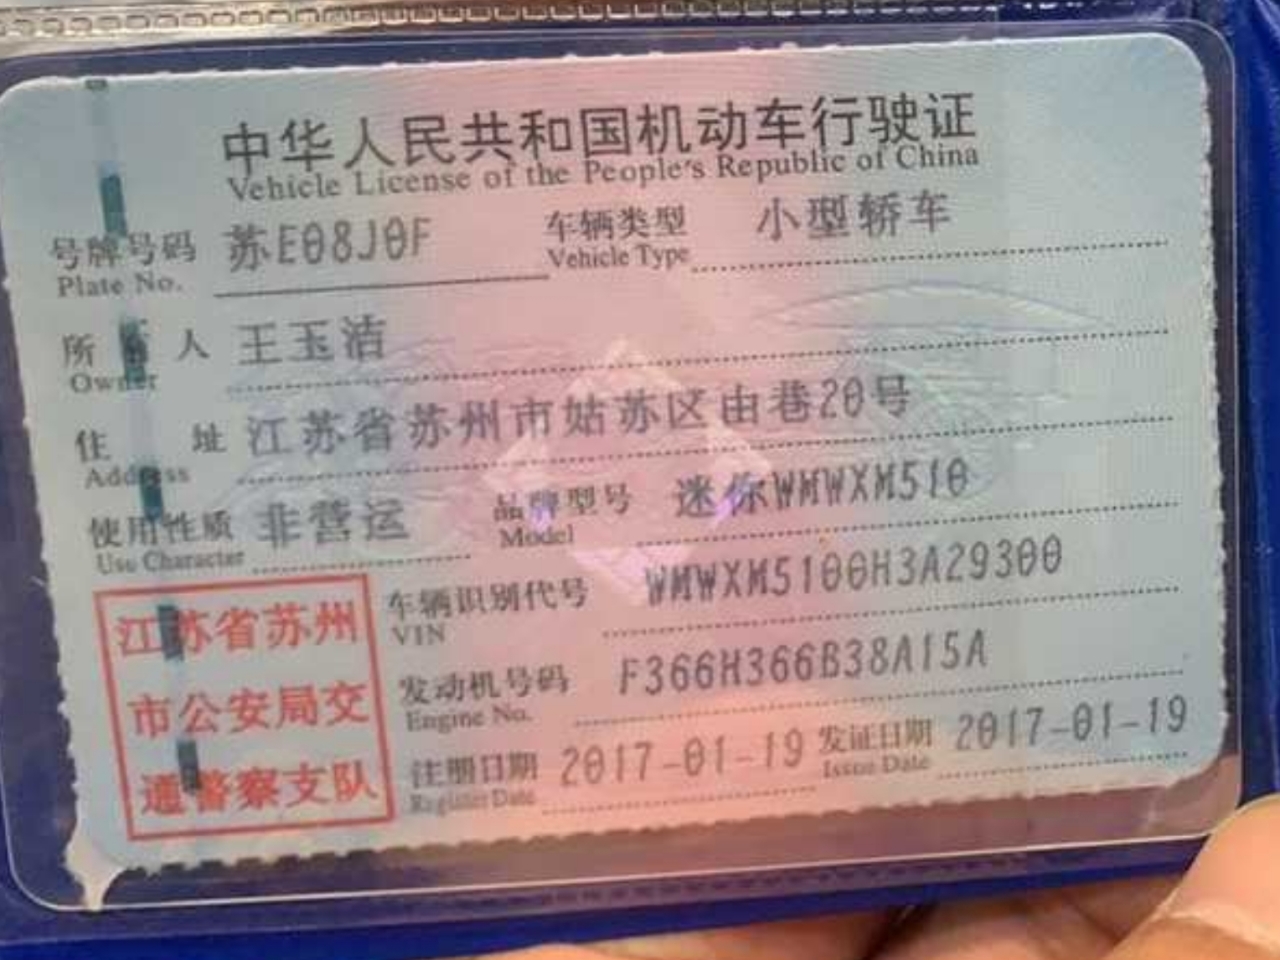 中华人民共和国机动车行驶证
Vehicle License of the People's Republic of China
号牌号码 苏E08J0F 车辆类型 小型轿车
Plate No. Vehicle Type
所有人 王玉洁
Owner
住址 江苏省苏州市姑苏区由巷20号
Address
使用性质 非营运 品牌型号 迷你WMWXM510
Use Character Model
江苏省苏州
市公安局交
通警察支队
车辆识别代号 WMWXM5100H3A29300
VIN
发动机号码 F366H366B38A15A
Engine No.
注册日期 2017-01-19 发证日期 2017-01-19
Register Date Issue Date